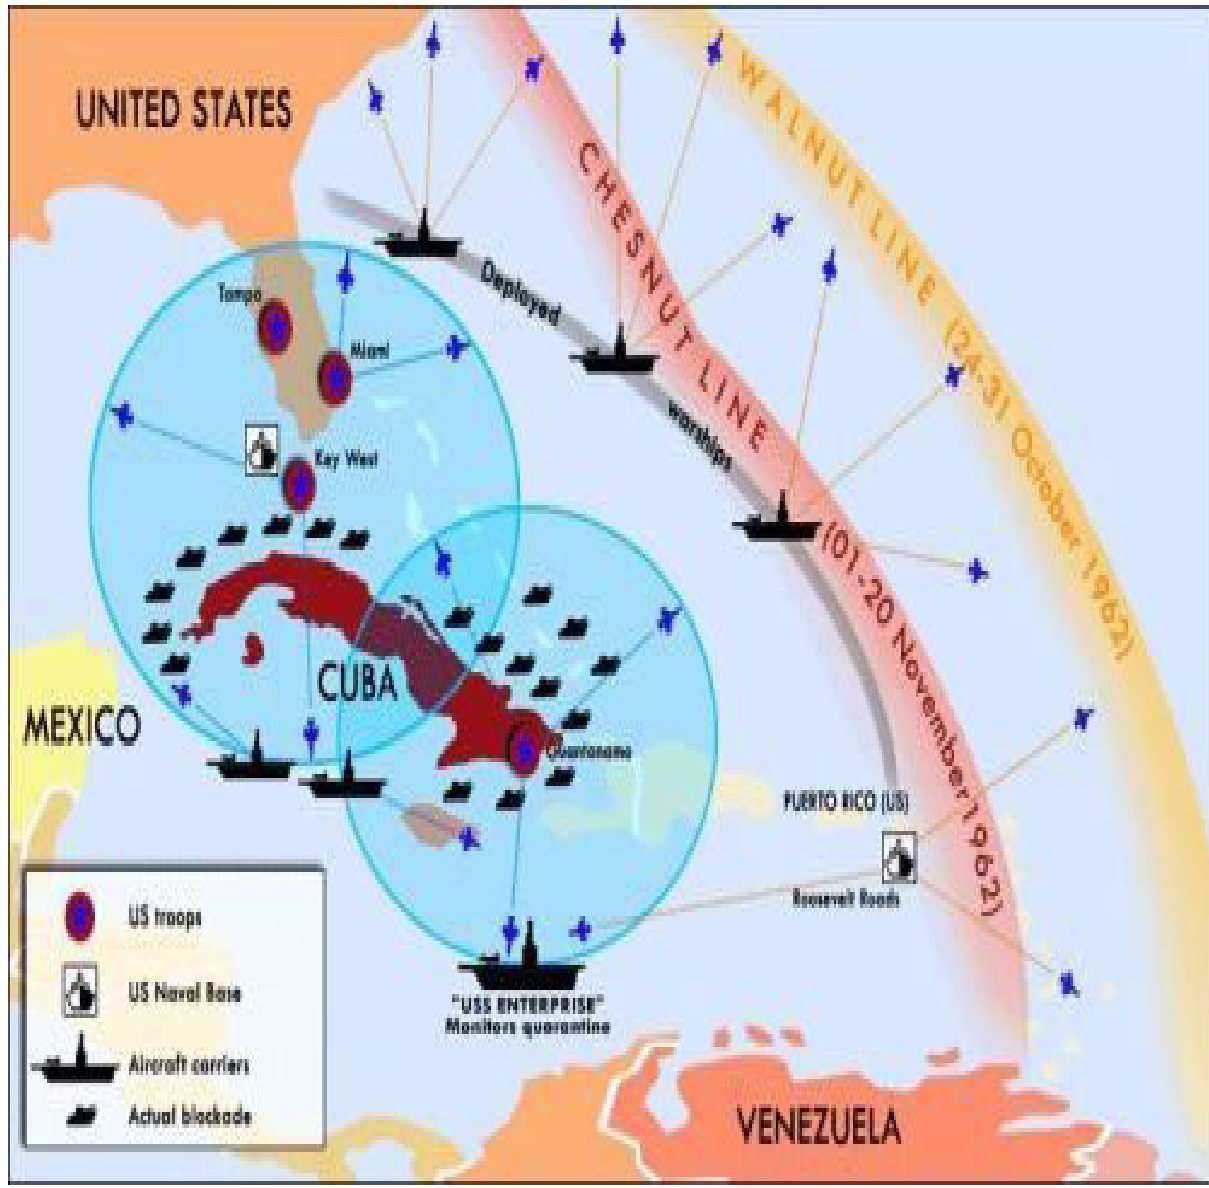 UNITED STATES
WALNUT LINE (24-31 October 1962)
CHESNUT LINE (01-20 November 1962)
Deployed warships
Tampa
Miami
Key West
CUBA
MEXICO
Guantanamo
PUERTO RICO (US)
Roosevelt Roads
"USS ENTERPRISE"
Monitors quarantine
US troops
US Naval Base
Aircraft carriers
Actual blockade
VENEZUELA